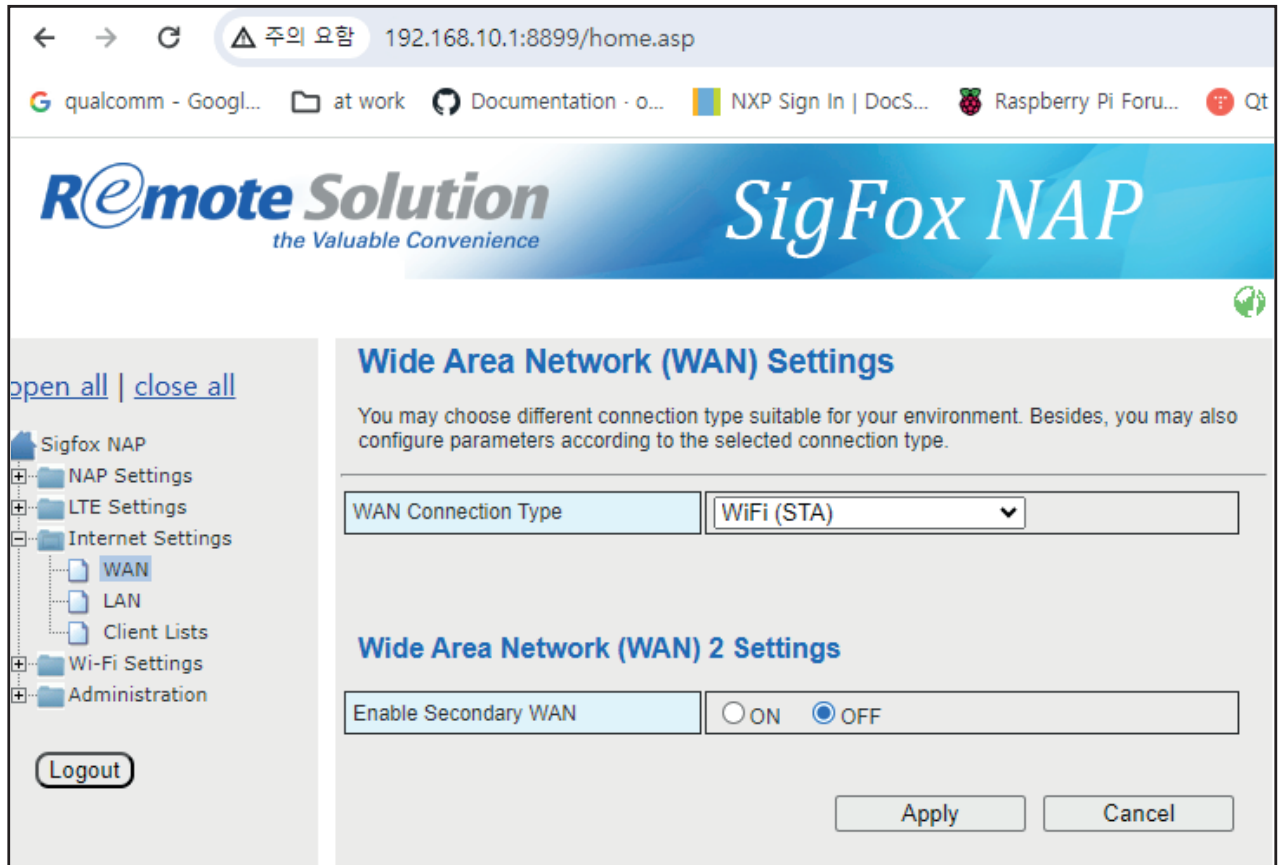 주의 요함 192.168.10.1:8899/home.asp
qualcomm - Googl... at work Documentation · o... NXP Sign In | DocS... Raspberry Pi Foru... Qt
Remote Solution
the Valuable Convenience
SigFox NAP
open all | close all
Sigfox NAP
NAP Settings
LTE Settings
Internet Settings
WAN
LAN
Client Lists
Wi-Fi Settings
Administration
Logout
Wide Area Network (WAN) Settings
You may choose different connection type suitable for your environment. Besides, you may also
configure parameters according to the selected connection type.
WAN Connection Type WiFi (STA)
Wide Area Network (WAN) 2 Settings
Enable Secondary WAN ON OFF
Apply Cancel